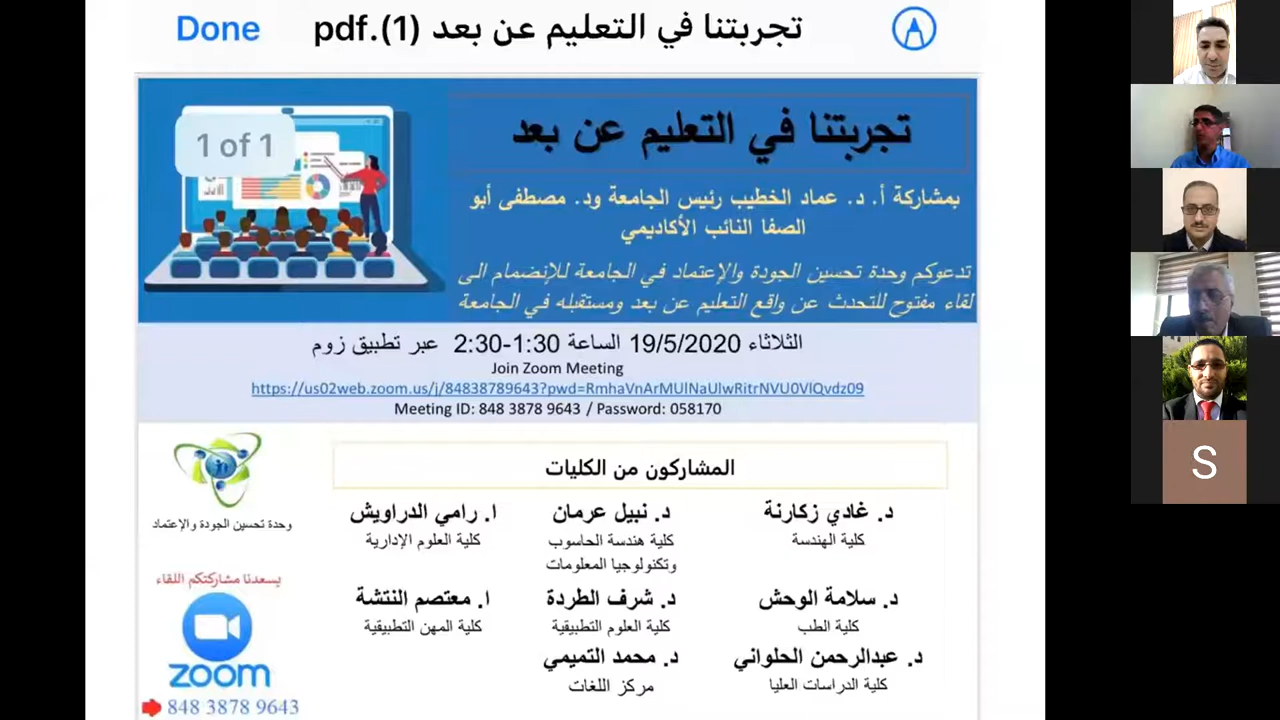 Done
تجربتنا في التعليم عن بعد (1).pdf
1 of 1
تجربتنا في التعليم عن بعد
بمشاركة أ. د. عماد الخطيب رئيس الجامعة ود. مصطفى أبو
الصفا النائب الأكاديمي
تدعوكم وحدة تحسين الجودة والإعتماد في الجامعة للإنضمام الى
لقاء مفتوح للتحدث عن واقع التعليم عن بعد ومستقبله في الجامعة
الثلاثاء 19/5/2020 الساعة 1:30-2:30 عبر تطبيق زوم
Join Zoom Meeting
https://us02web.zoom.us/j/84838789643?pwd=RmhaVnArMUlNaUlwRitrNVU0VlQvdz09
Meeting ID: 848 3878 9643 / Password: 058170
وحدة تحسين الجودة والإعتماد
المشاركون من الكليات
د. غادي زكارنة
كلية الهندسة
د. نبيل عرمان
كلية هندسة الحاسوب
وتكنولوجيا المعلومات
ا. رامي الدراويش
كلية العلوم الإدارية
د. سلامة الوحش
كلية الطب
د. شرف الطردة
كلية العلوم التطبيقية
ا. معتصم النتشة
كلية المهن التطبيقية
د. عبدالرحمن الحلواني
كلية الدراسات العليا
د. محمد التميمي
مركز اللغات
يسعدنا مشاركتكم اللقاء
zoom
848 3878 9643
S